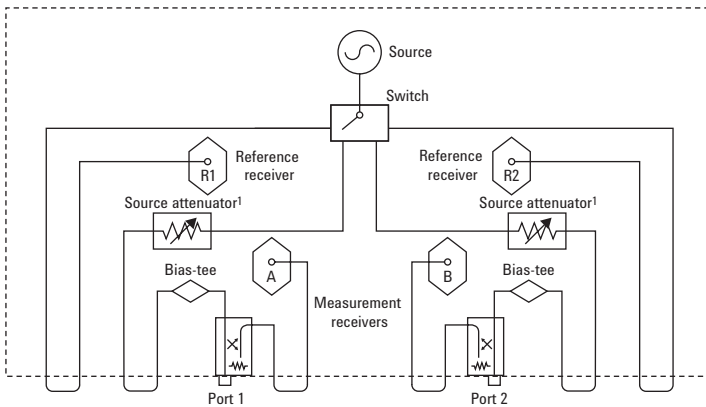 Source
Switch
R1
Reference
receiver
Reference
receiver
R2
Source attenuator¹
Source attenuator¹
Bias-tee
A
Measurement
receivers
B
Bias-tee
Port 1
Port 2